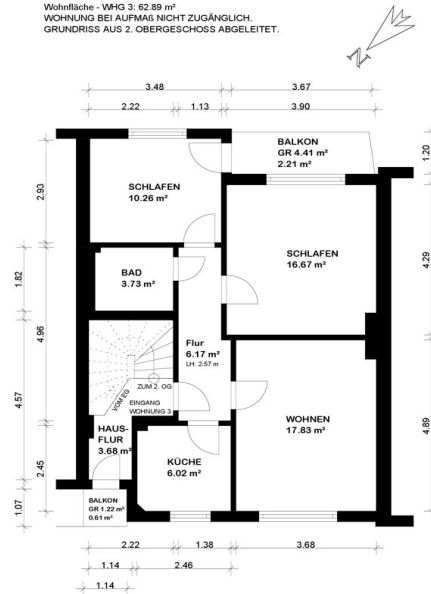 Wohnfläche - WHG 3: 62.89 m²
WOHNUNG BEI AUFMAß NICHT ZUGÄNGLICH.
GRUNDRISS AUS 2. OBERGESCHOSS ABGELEITET.
N
3.48
3.67
2.22
1.13
3.90
BALKON
GR 4.41 m²
2.21 m²
1.20
2.93
SCHLAFEN
10.26 m²
SCHLAFEN
16.67 m²
4.29
1.82
BAD
3.73 m²
4.96
Flur
6.17 m²
LH: 2.57 m
ZUM 2. OG
VOM EG
EINGANG
WOHNUNG 3
4.57
HAUS-
FLUR
3.68 m²
WOHNEN
17.83 m²
4.89
KÜCHE
6.02 m²
2.45
BALKON
GR 1.22 m²
0.61 m²
1.07
2.22
1.38
3.68
1.14
2.46
1.14